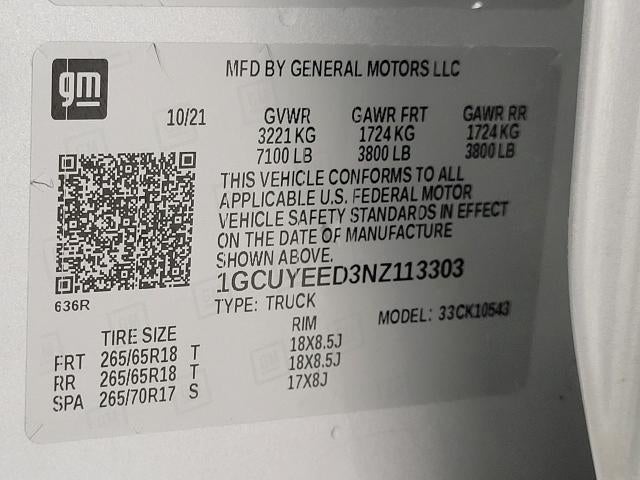 gm
MFD BY GENERAL MOTORS LLC
10/21 GVWR GAWR FRT GAWR RR
3221 KG 1724 KG 1724 KG
7100 LB 3800 LB 3800 LB
THIS VEHICLE CONFORMS TO ALL
APPLICABLE U.S. FEDERAL MOTOR
VEHICLE SAFETY STANDARDS IN EFFECT
ON THE DATE OF MANUFACTURE
SHOWN ABOVE.
1GCUYEED3NZ113303
636R
TYPE: TRUCK MODEL: 33CK10543
TIRE SIZE RIM
FRT 265/65R18 T 18X8.5J
RR 265/65R18 T 18X8.5J
SPA 265/70R17 S 17X8J